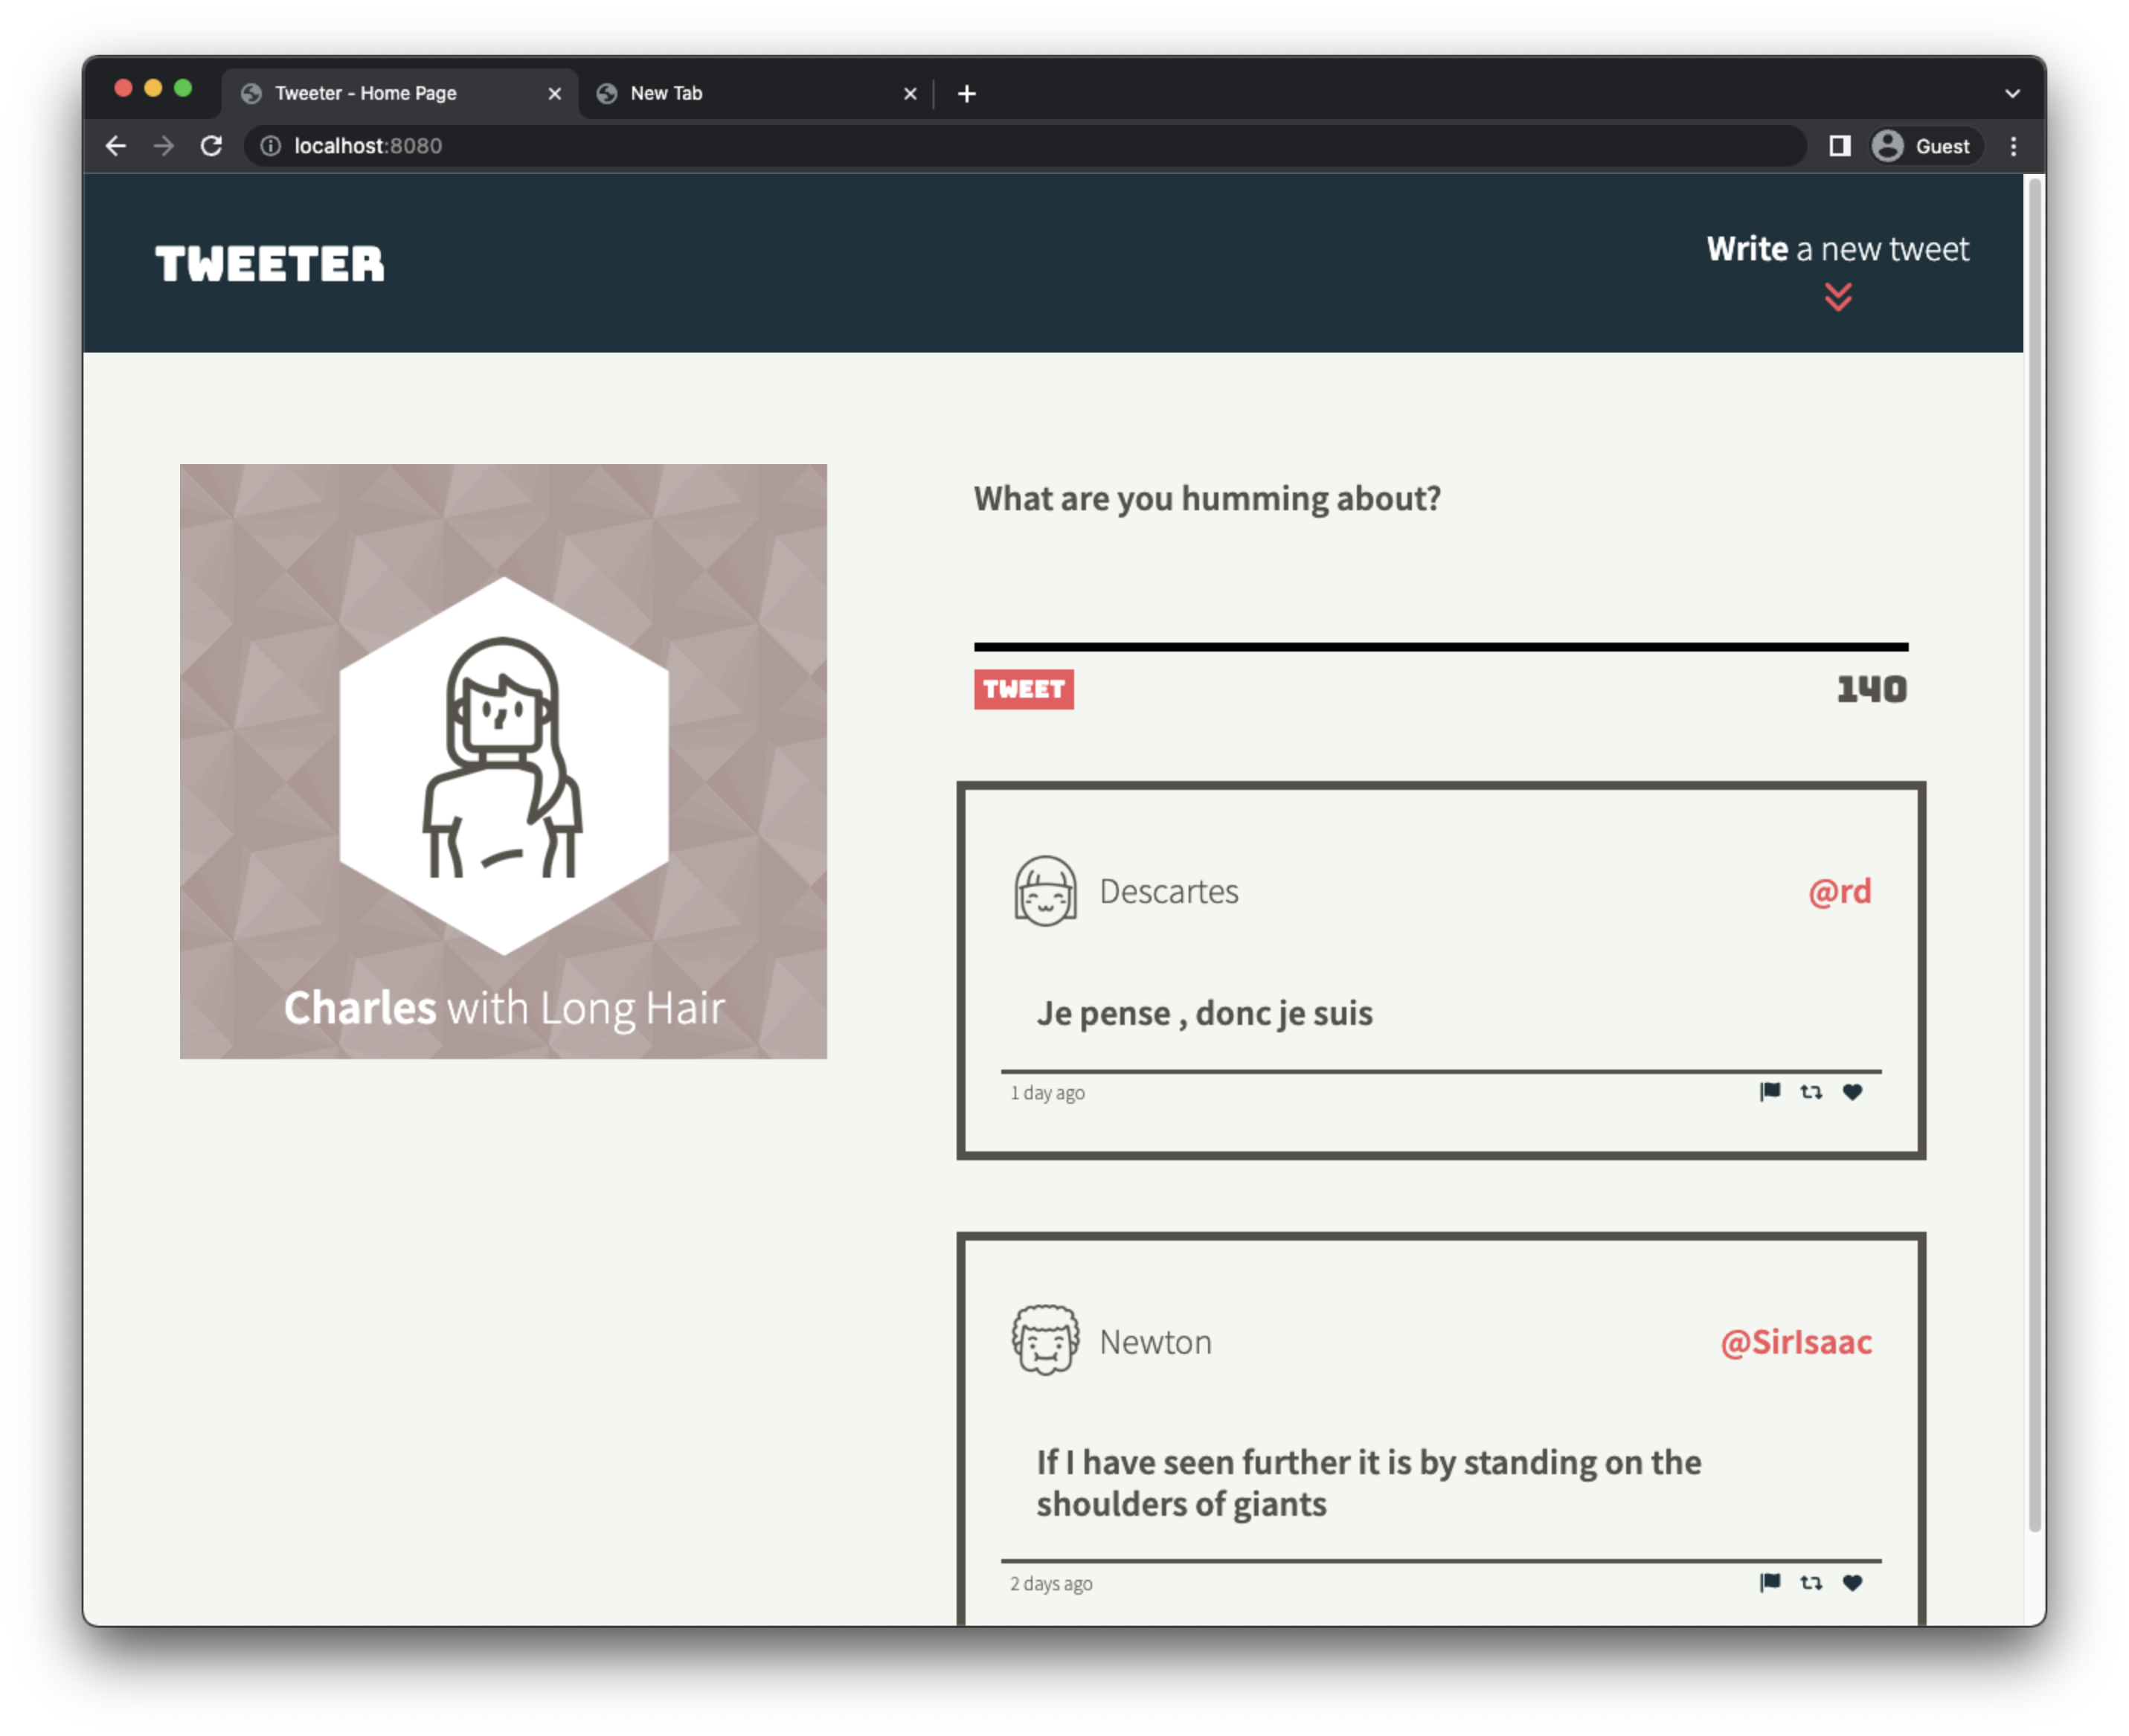 Tweeter - Home Page
New Tab
localhost:8080
Guest
TWEETER
Write a new tweet
Charles with Long Hair
What are you humming about?
TWEET
140
Descartes
@rd
Je pense , donc je suis
1 day ago
Newton
@SirIsaac
If I have seen further it is by standing on the
shoulders of giants
2 days ago